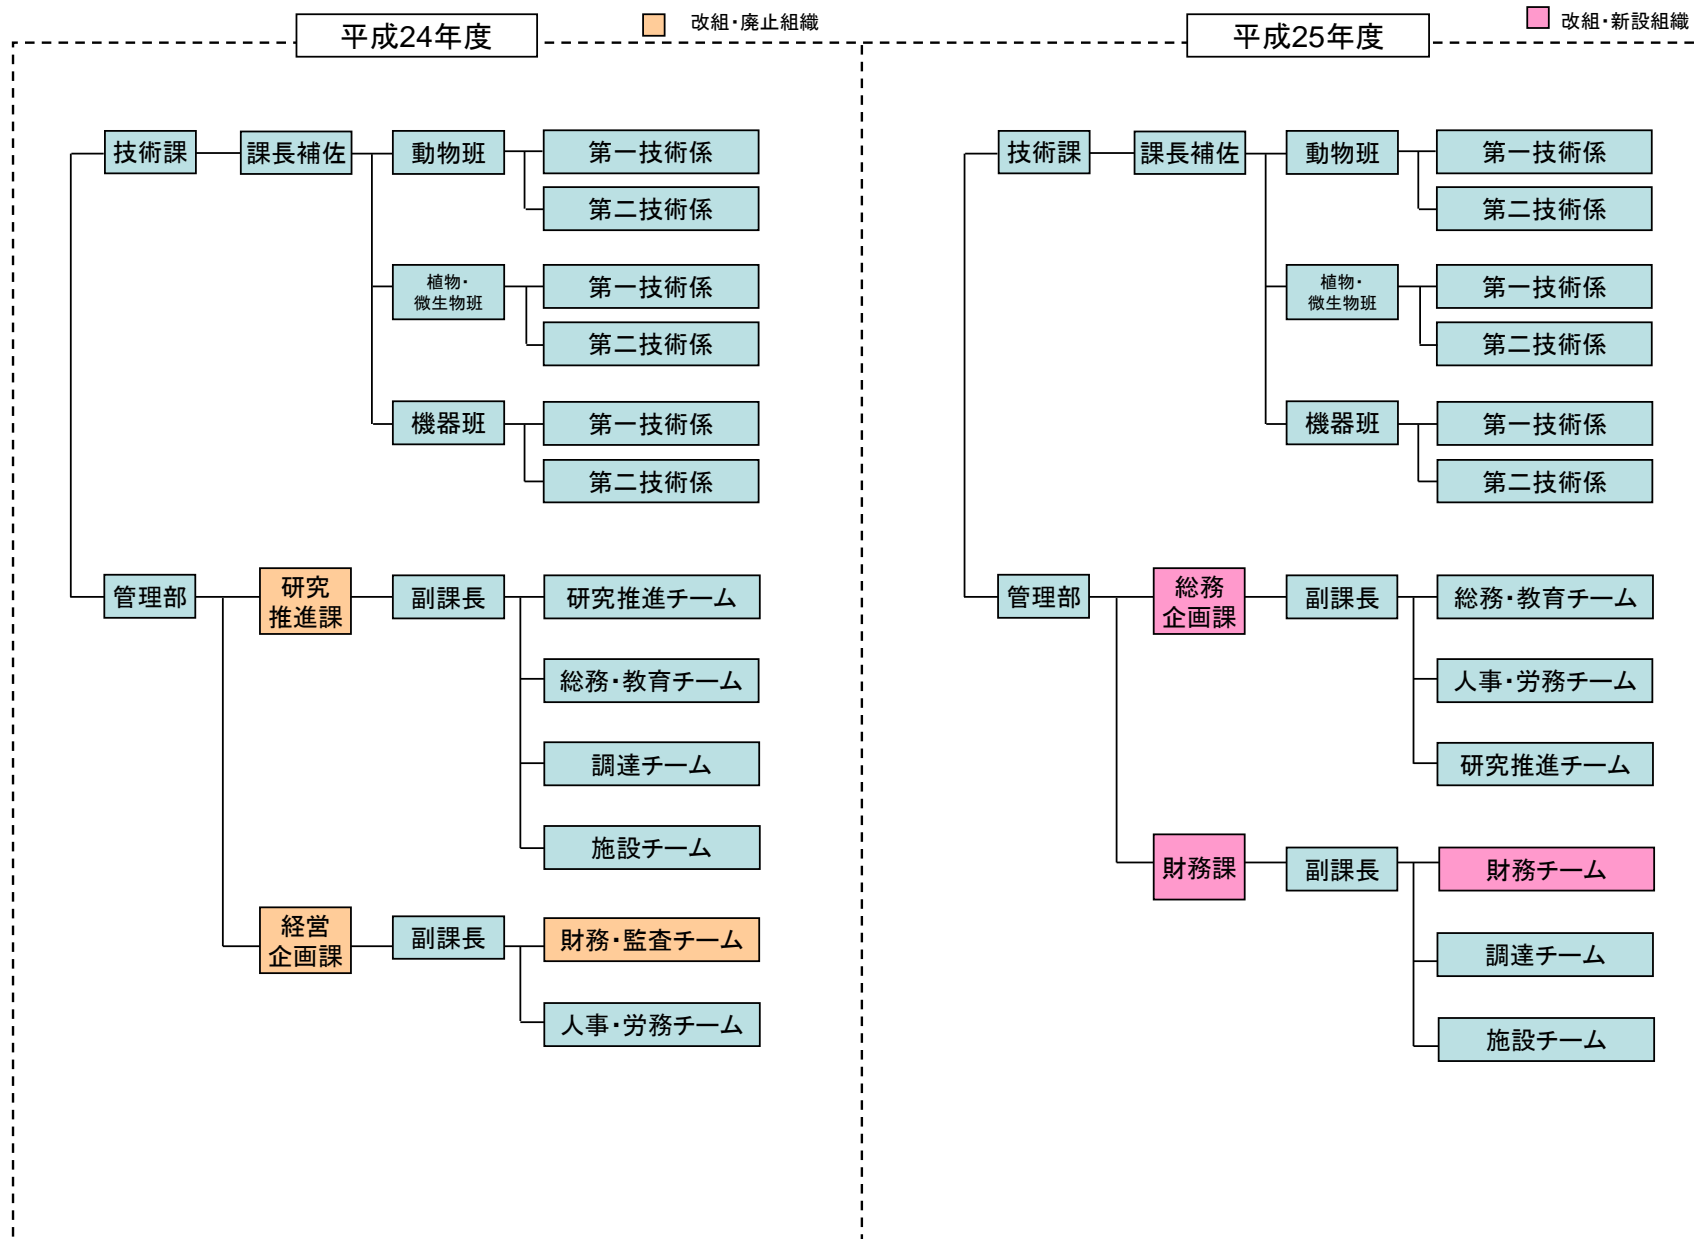 平成24年度
改組・廃止組織
技術課
課長補佐
動物班
第一技術係
第二技術係
植物・
微生物班
第一技術係
第二技術係
機器班
第一技術係
第二技術係
管理部
研究
推進課
副課長
研究推進チーム
総務・教育チーム
調達チーム
施設チーム
経営
企画課
副課長
財務・監査チーム
人事・労務チーム
平成25年度
改組・新設組織
技術課
課長補佐
動物班
第一技術係
第二技術係
植物・
微生物班
第一技術係
第二技術係
機器班
第一技術係
第二技術係
管理部
総務
企画課
副課長
総務・教育チーム
人事・労務チーム
研究推進チーム
財務課
副課長
財務チーム
調達チーム
施設チーム